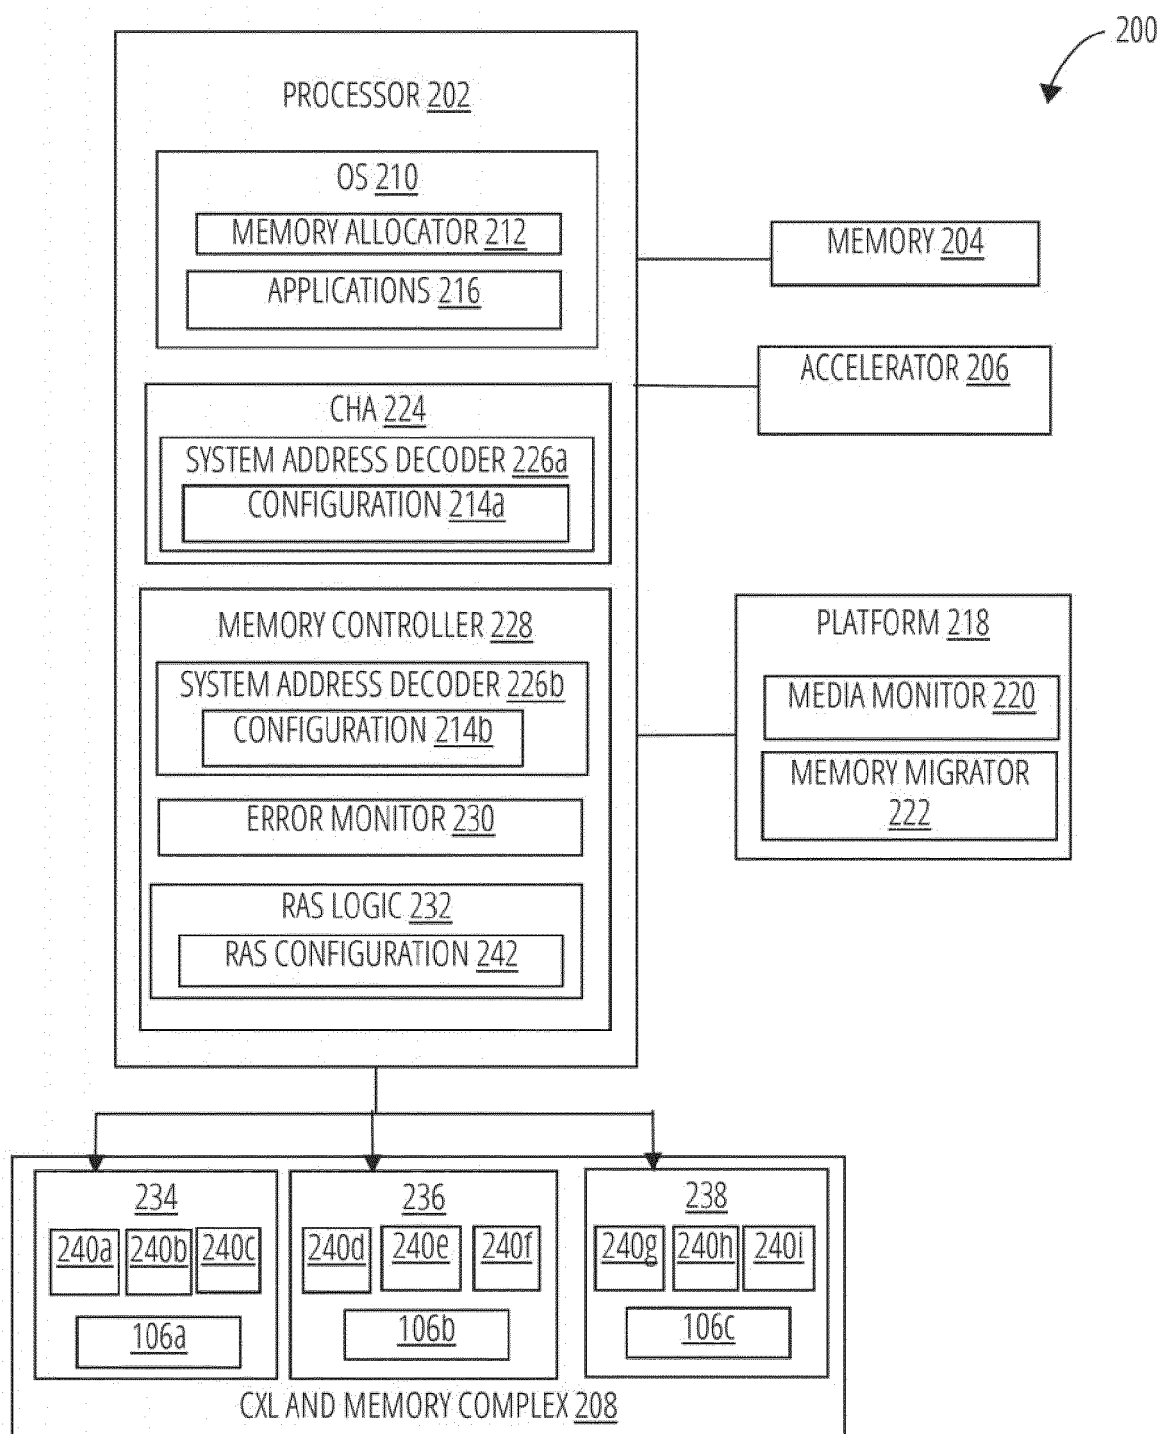 200
PROCESSOR 202
OS 210
MEMORY ALLOCATOR 212
APPLICATIONS 216
MEMORY 204
ACCELERATOR 206
CHA 224
SYSTEM ADDRESS DECODER 226a
CONFIGURATION 214a
MEMORY CONTROLLER 228
SYSTEM ADDRESS DECODER 226b
CONFIGURATION 214b
ERROR MONITOR 230
RAS LOGIC 232
RAS CONFIGURATION 242
PLATFORM 218
MEDIA MONITOR 220
MEMORY MIGRATOR
222
234
240a 240b 240c
106a
236
240d 240e 240f
106b
238
240g 240h 240i
106c
CXL AND MEMORY COMPLEX 208